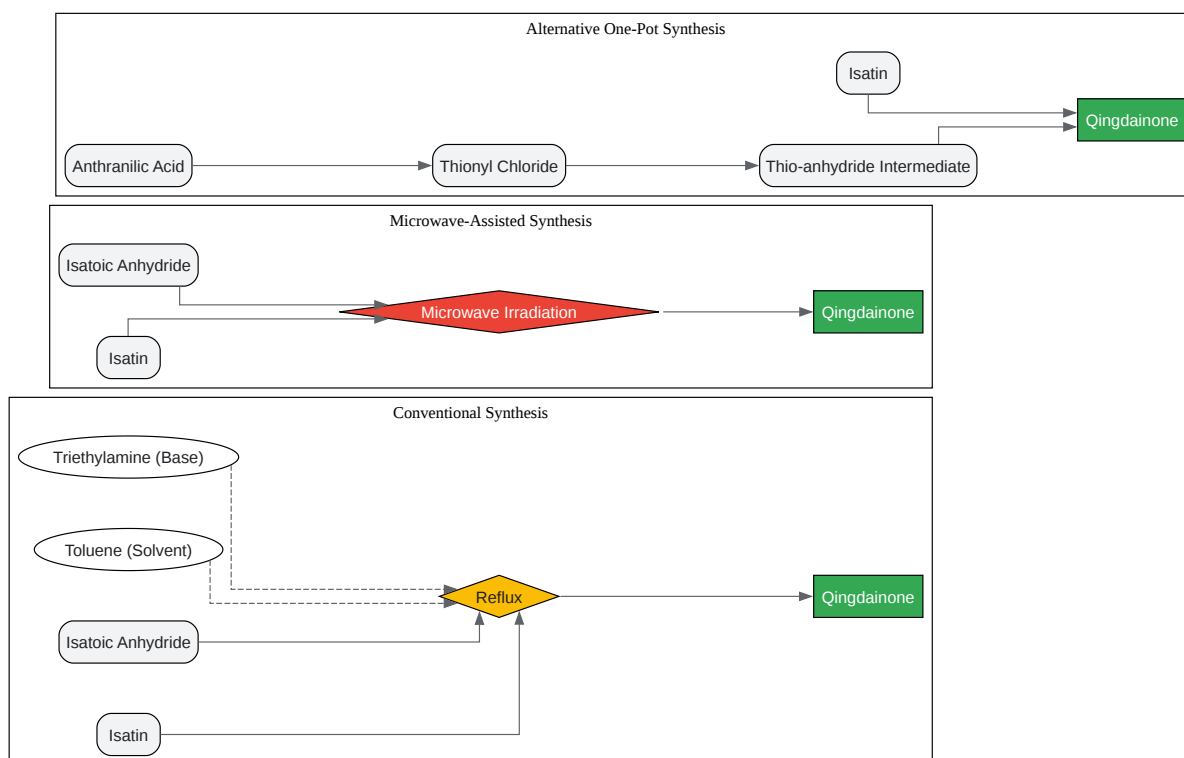 Alternative One-Pot Synthesis
Isatin
Qingdainone
Anthranilic Acid
Thionyl Chloride
Thio-anhydride Intermediate
Microwave-Assisted Synthesis
Isatoic Anhydride
Microwave Irradiation
Qingdainone
Isatin
Conventional Synthesis
Triethylamine (Base)
Toluene (Solvent)
Reflux
Qingdainone
Isatoic Anhydride
Isatin